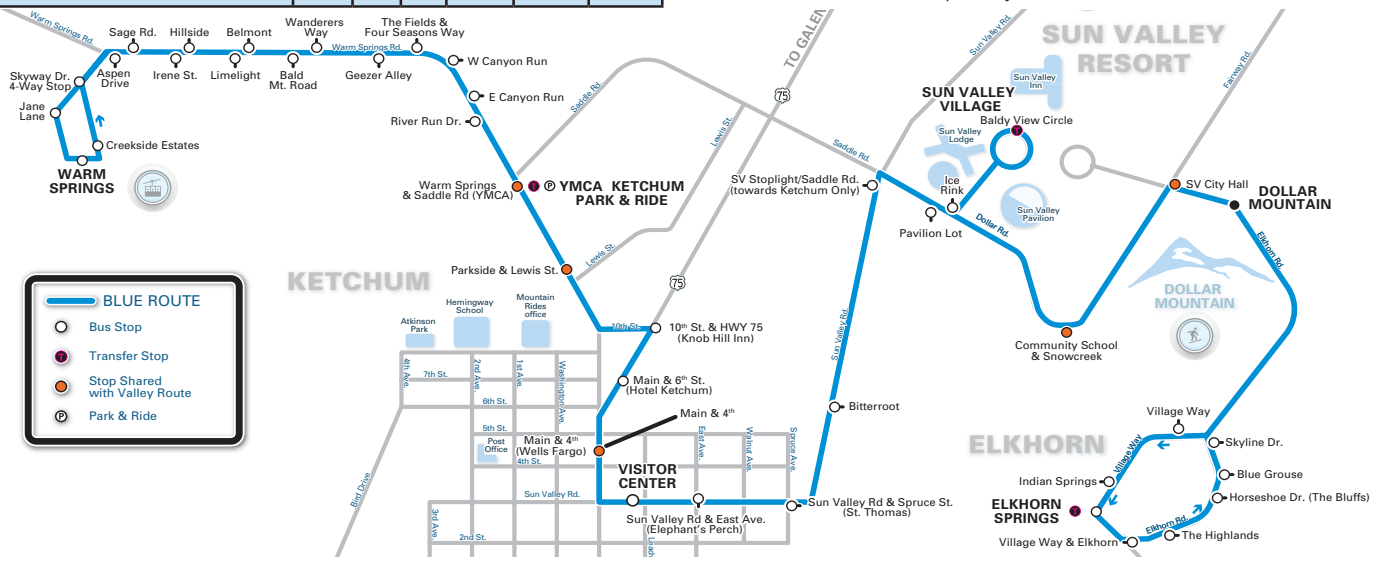 Warm Springs Rd.
Sage Rd.
Hillside
Belmont
Wanderers
Way
The Fields &
Four Seasons Way
Warm Springs Rd.
W Canyon Run
Aspen
Drive
Irene St.
Limelight
Bald
Mt. Road
Geezer Alley
E Canyon Run
River Run Dr.
Skyway Dr.
4-Way Stop
Jane
Lane
Creekside Estates
WARM
SPRINGS
Saddle Rd.
Warm Springs
& Saddle Rd (YMCA)
T
P
YMCA KETCHUM
PARK & RIDE
Lewis St.
TO GALEN
75
Saddle Rd.
Sun Valley Rd.
SUN VALLEY
RESORT
Fairway Rd.
Sun Valley
Inn
SUN VALLEY
VILLAGE
Baldy View Circle
T
Sun Valley
Lodge
Ice
Rink
Sun Valley
Pavilion
SV Stoplight/Saddle Rd.
(towards Ketchum Only)
Pavilion Lot
Dollar Rd.
SV City Hall
DOLLAR
MOUNTAIN
Elkhorn Rd.
DOLLAR
MOUNTAIN
Community School
& Snowcreek
Parkside & Lewis St.
Lewis St.
KETCHUM
75
BLUE ROUTE
Bus Stop
T
Transfer Stop
Stop Shared
with Valley Route
P
Park & Ride
Atkinson
Park
Hemingway
School
Mountain
Rides
office
10th St.
10th St. & HWY 75
(Knob Hill Inn)
Sun Valley Rd.
4th Ave.
2nd Ave.
1st Ave.
Washington Ave.
7th St.
6th St.
5th St.
4th St.
Main & 6th St.
(Hotel Ketchum)
Main & 4th
Main & 4th
(Wells Fargo)
Post
Office
Bitterroot
VISITOR
CENTER
East Ave.
Walnut Ave.
Spruce Ave.
Bird Drive
Sun Valley Rd.
Sun Valley Rd & East Ave.
(Elephant's Perch)
Sun Valley Rd & Spruce St.
(St. Thomas)
3rd Ave.
2nd St.
ELKHORN
Village Way
Village Way
Skyline Dr.
Blue Grouse
Horseshoe Dr. (The Bluffs)
Indian Springs
ELKHORN
SPRINGS
T
Elkhorn Rd.
The Highlands
Village Way & Elkhorn